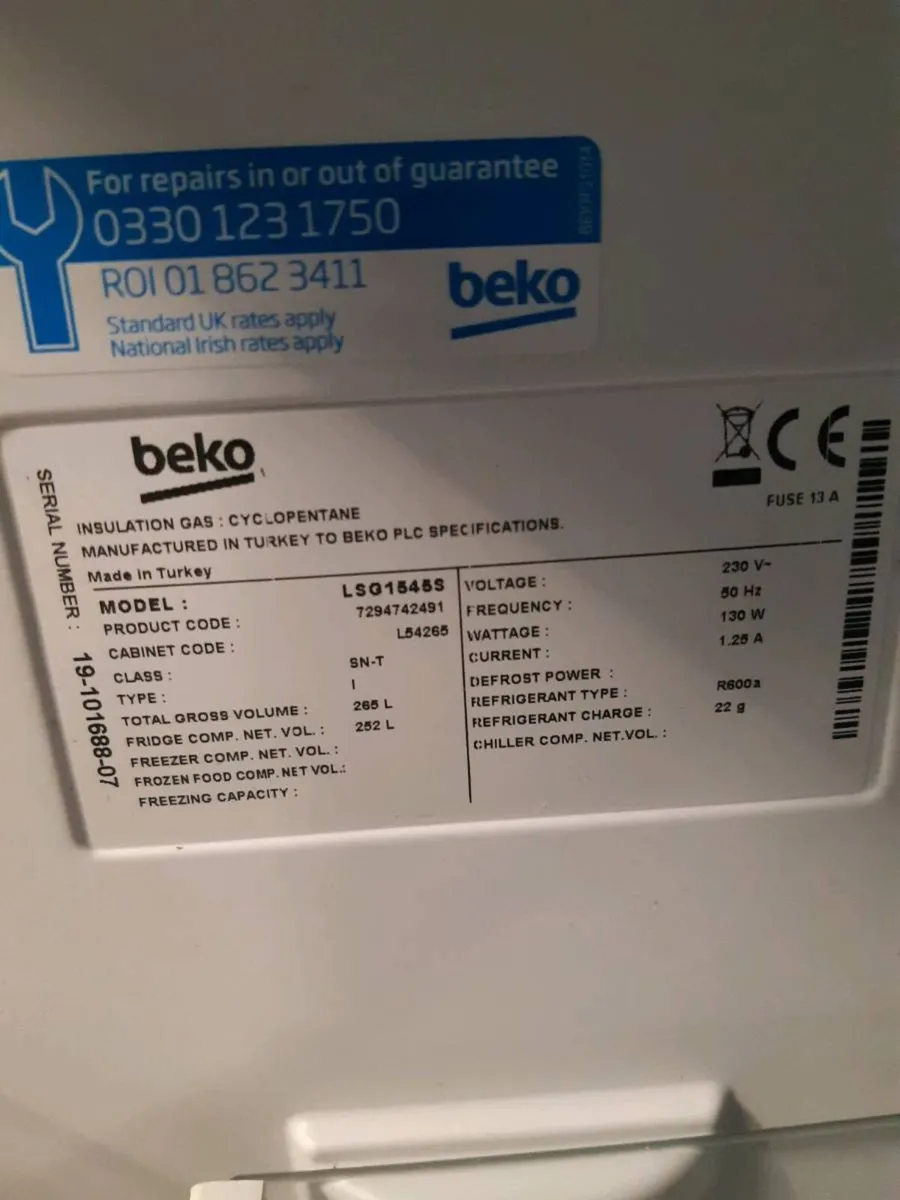 For repairs in or out of guarantee
0330 123 1750
ROI 01 862 3411
Standard UK rates apply
National Irish rates apply
beko
beko
FUSE 13 A
INSULATION GAS : CYCLOPENTANE
MANUFACTURED IN TURKEY TO BEKO PLC SPECIFICATIONS.
Made in Turkey
SERIAL NUMBER : 19-101688-07
MODEL : LSG1545S
PRODUCT CODE : 7294742491
CABINET CODE : L54265
CLASS : SN-T
TYPE : I
TOTAL GROSS VOLUME : 265 L
FRIDGE COMP. NET. VOL. : 252 L
FREEZER COMP. NET. VOL. :
FROZEN FOOD COMP. NET VOL.:
FREEZING CAPACITY :
VOLTAGE : 230 V~
FREQUENCY : 50 Hz
WATTAGE : 130 W
CURRENT : 1.25 A
DEFROST POWER :
REFRIGERANT TYPE : R600a
REFRIGERANT CHARGE : 22 g
CHILLER COMP. NET.VOL. :